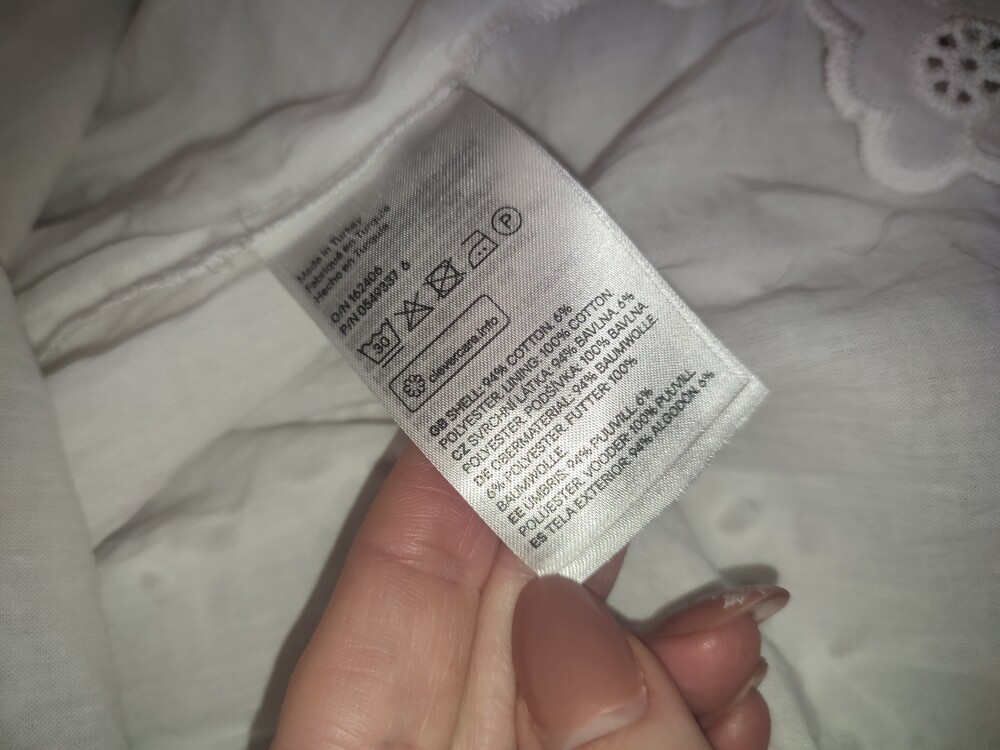 Made in Turkey
Fabriqué en Turquie
Hecho en Turquía
O/N 162406
P/N 0549357 6
30
P
clevercare.info
GB SHELL: 94% COTTON. 6%
POLYESTER. LINING: 100% COTTON
CZ SVRCHNÍ LÁTKA: 94% BAVLNA. 6%
POLYESTER. PODŠÍVKA: 100% BAVLNA
DE OBERMATERIAL: 94% BAUMWOLLE
6% POLYESTER. FUTTER: 100%
BAUMWOLLE
EE ÜMBRIS: 94% PUUVILL. 6%
POLÜESTER. VOODER: 100% PUUVILL
ES TELA EXTERIOR: 94% ALGODÓN. 6%